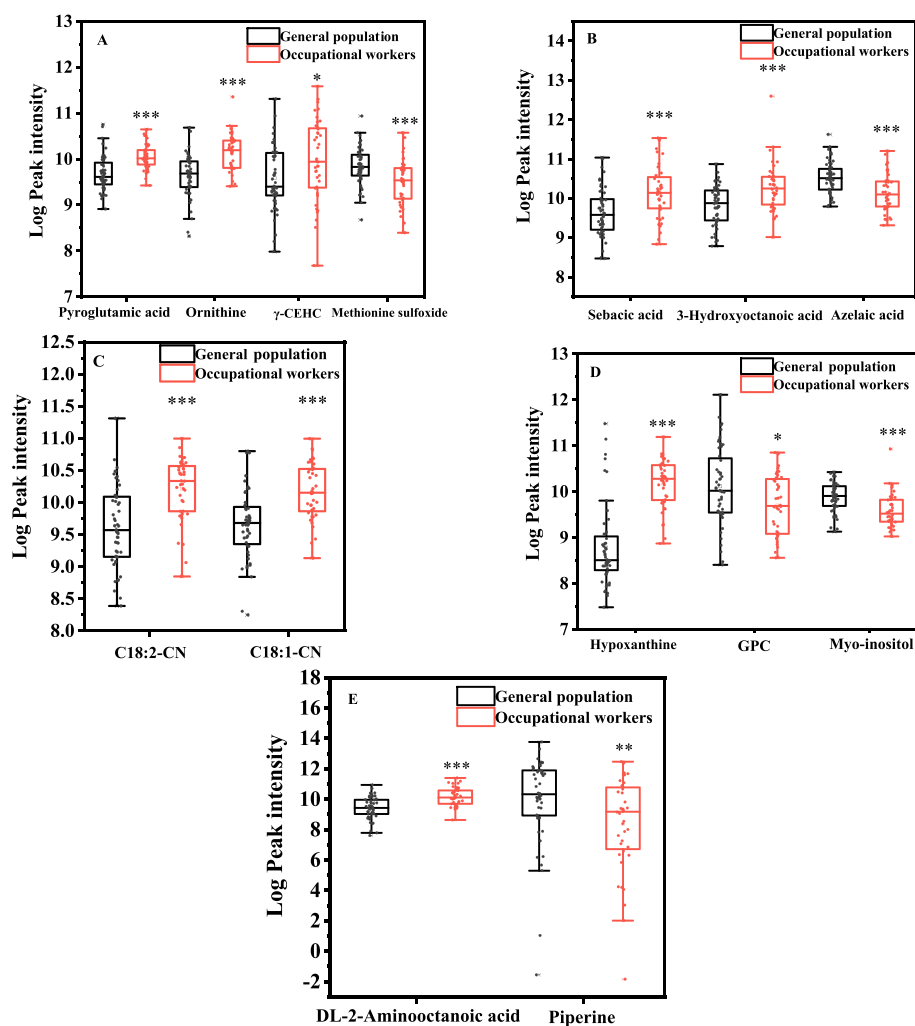 A
General population
Occupational workers
Log Peak intensity
13
12
11
10
9
8
7
***
***
*
***
Pyroglutamic acid Ornithine γ-CEHC Methionine sulfoxide
B
General population
Occupational workers
Log Peak intensity
14
13
12
11
10
9
8
***
***
***
Sebacic acid 3-Hydroxyoctanoic acid Azelaic acid
C
General population
Occupational workers
Log Peak intensity
12.5
12.0
11.5
11.0
10.5
10.0
9.5
9.0
8.5
8.0
***
***
C18:2-CN C18:1-CN
D
General population
Occupational workers
Log Peak intensity
13
12
11
10
9
8
7
***
*
***
Hypoxanthine GPC Myo-inositol
E
General population
Occupational workers
Log Peak intensity
18
16
14
12
10
8
6
4
2
0
-2
***
**
DL-2-Aminooctanoic acid Piperine